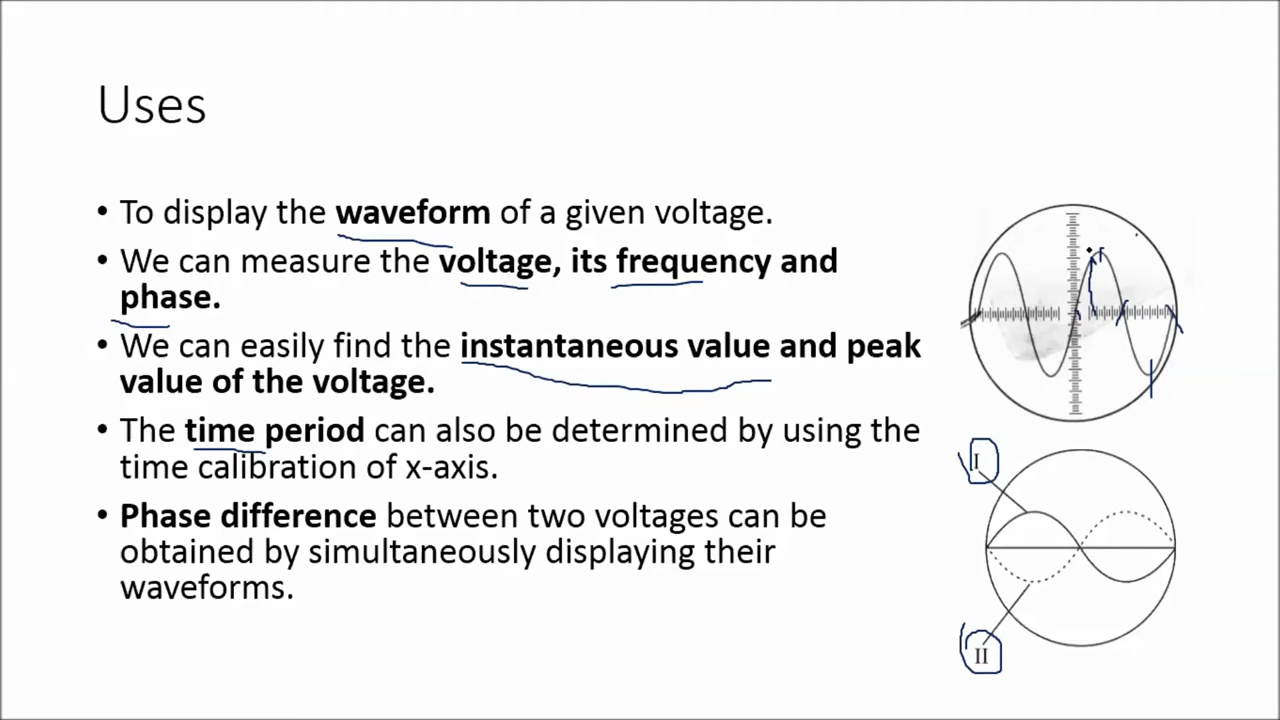 Uses
• To display the waveform of a given voltage.
• We can measure the voltage, its frequency and
phase.
• We can easily find the instantaneous value and peak
value of the voltage.
• The time period can also be determined by using the
time calibration of x-axis.
• Phase difference between two voltages can be
obtained by simultaneously displaying their
waveforms.
I
II